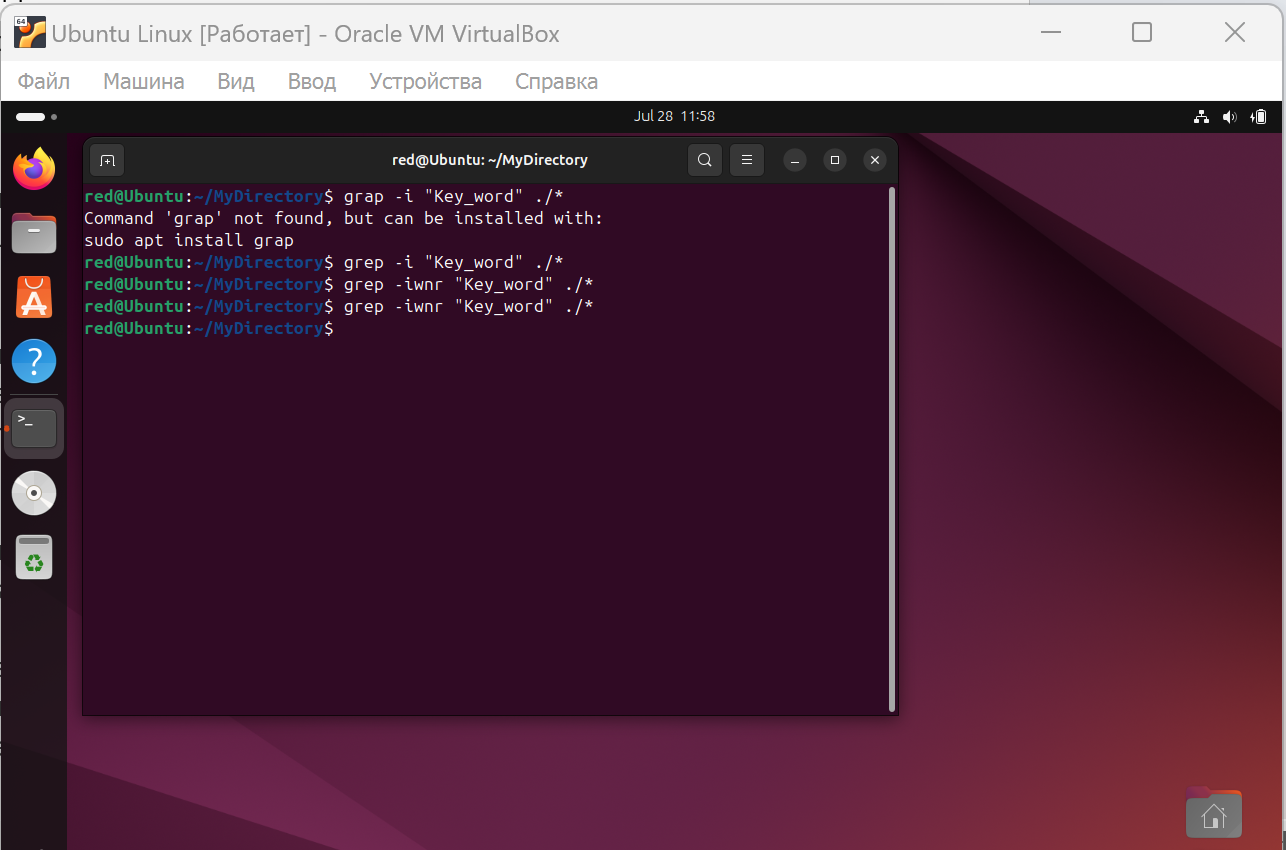 64
Ubuntu Linux [Работает] - Oracle VM VirtualBox
Файл Машина Вид Ввод Устройства Справка
Jul 28 11:58
red@Ubuntu: ~/MyDirectory
red@Ubuntu:~/MyDirectory$ grap -i "Key_word" ./*
Command 'grap' not found, but can be installed with:
sudo apt install grap
red@Ubuntu:~/MyDirectory$ grep -i "Key_word" ./*
red@Ubuntu:~/MyDirectory$ grep -iwnr "Key_word" ./*
red@Ubuntu:~/MyDirectory$ grep -iwnr "Key_word" ./*
red@Ubuntu:~/MyDirectory$